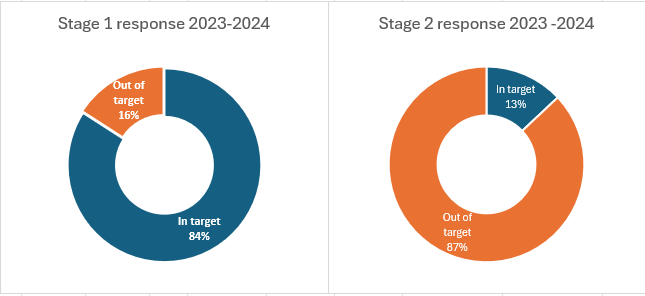 Stage 1 response 2023-2024
Out of
target
16%
In target
84%
Stage 2 response 2023 -2024
In target
13%
Out of
target
87%